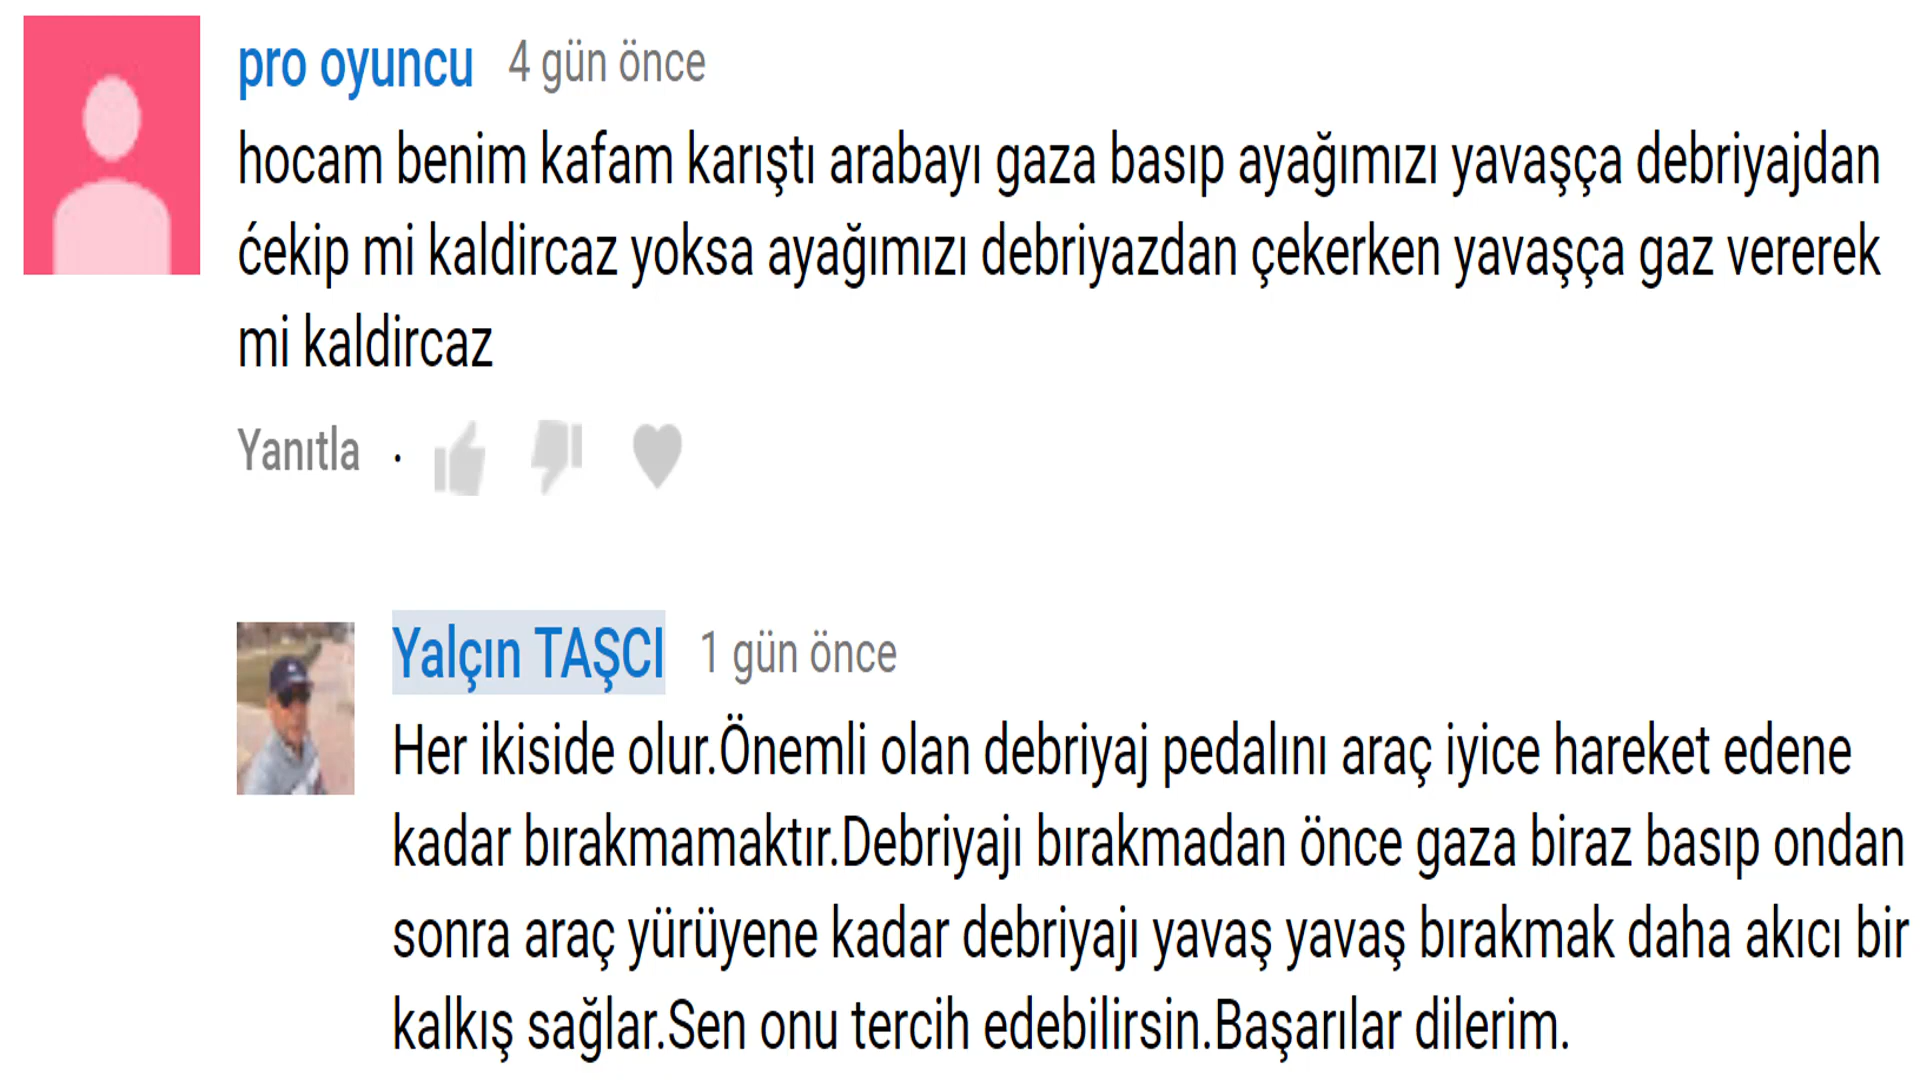 pro oyuncu 4 gün önce
hocam benim kafam karıştı arabayı gaza basıp ayağımızı yavaşça debriyajdan
ćekip mi kaldircaz yoksa ayağımızı debriyazdan çekerken yavaşça gaz vererek
mi kaldircaz
Yanıtla ·
Yalçın TAŞCI 1 gün önce
Her ikiside olur.Önemli olan debriyaj pedalını araç iyice hareket edene
kadar bırakmamaktır.Debriyajı bırakmadan önce gaza biraz basıp ondan
sonra araç yürüyene kadar debriyajı yavaş yavaş bırakmak daha akıcı bir
kalkış sağlar.Sen onu tercih edebilirsin.Başarılar dilerim.